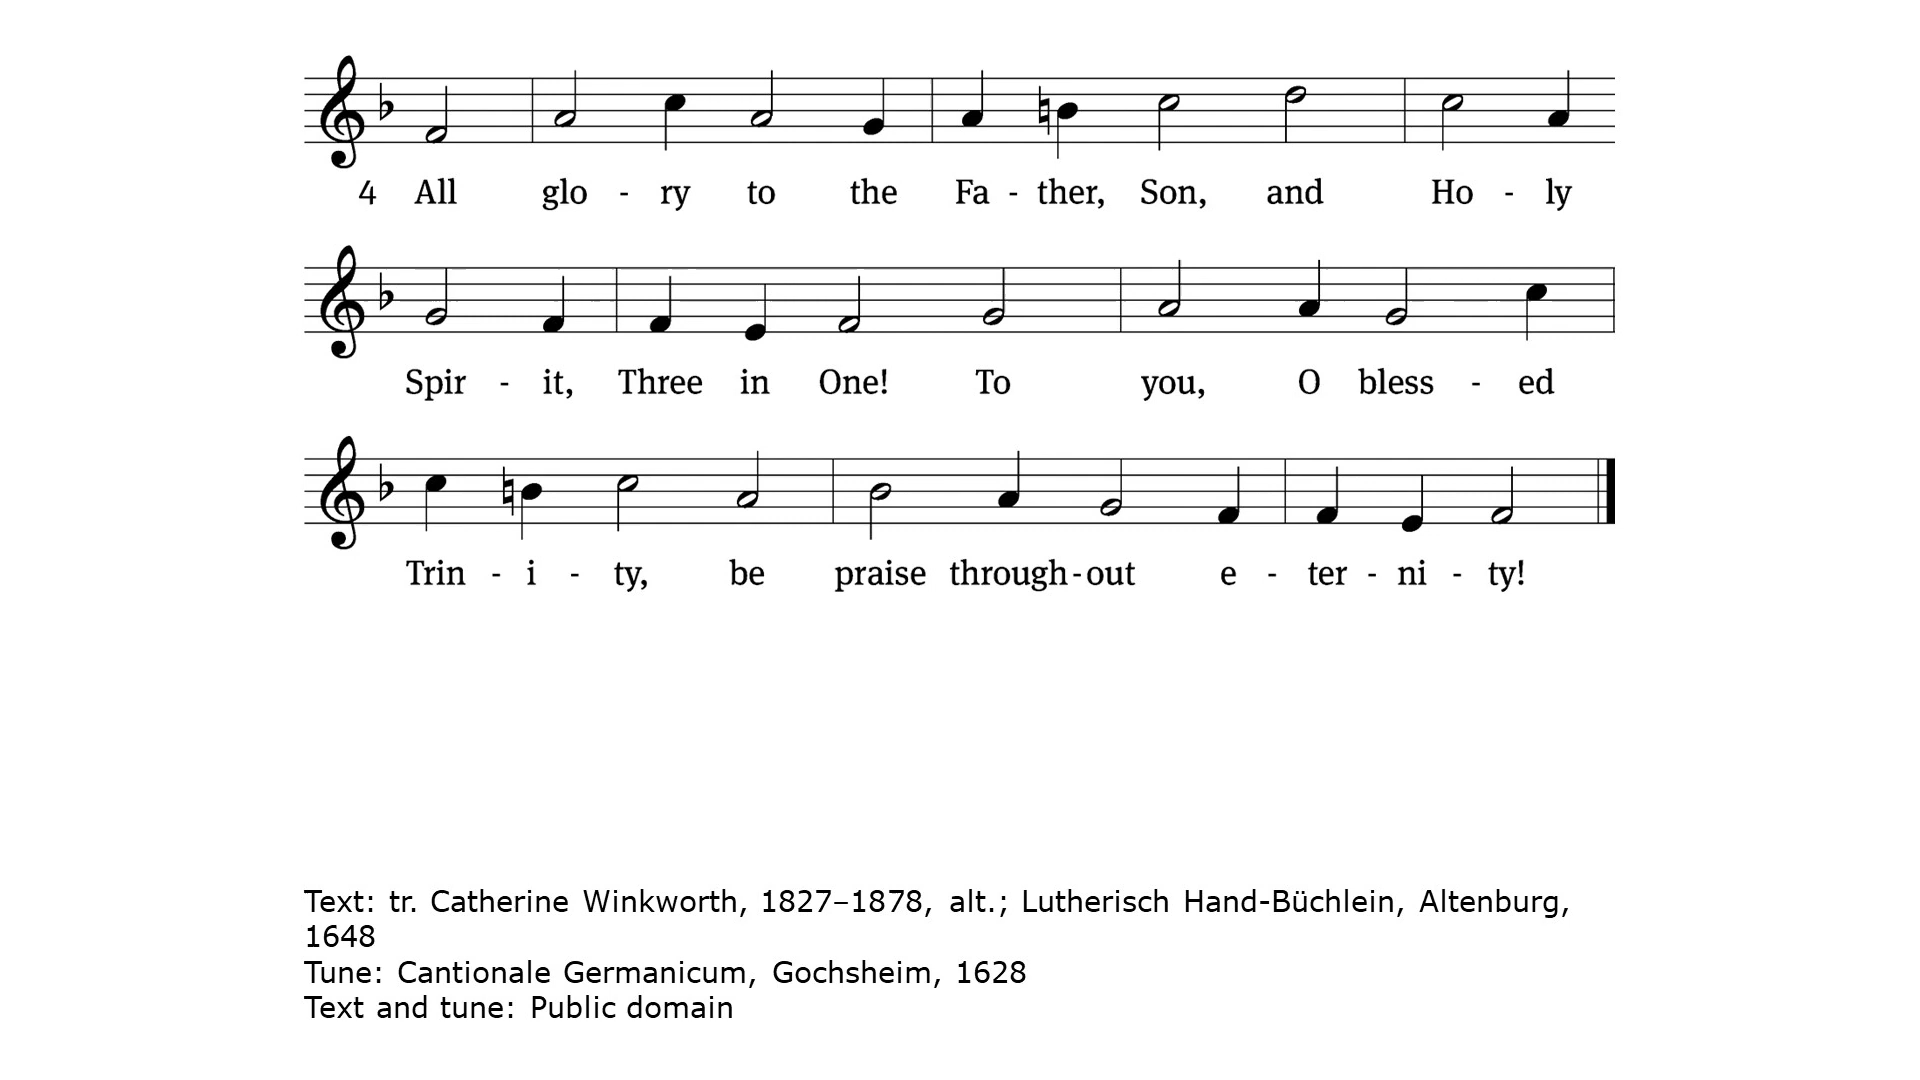 4 All glo - ry to the Fa - ther, Son, and Ho - ly
Spir - it, Three in One! To you, O bless - ed
Trin - i - ty, be praise through - out e - ter - ni - ty!
Text: tr. Catherine Winkworth, 1827–1878, alt.; Lutherisch Hand-Büchlein, Altenburg,
1648
Tune: Cantionale Germanicum, Gochsheim, 1628
Text and tune: Public domain